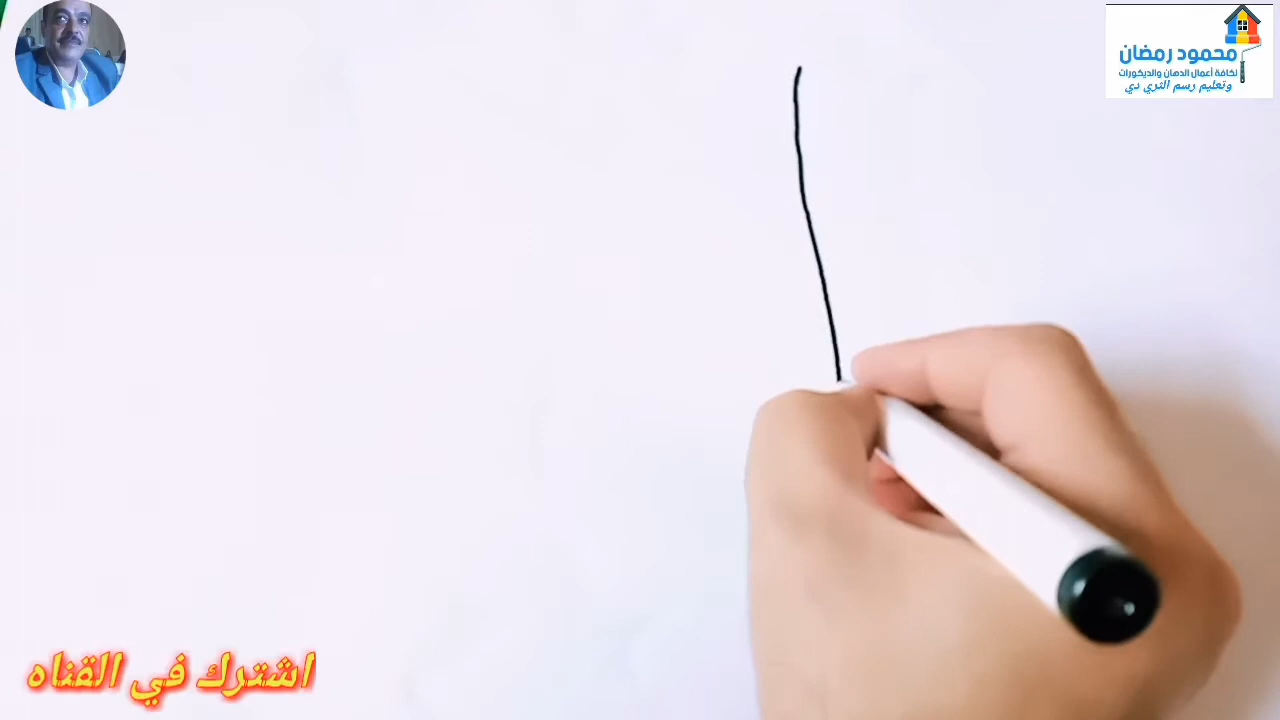 محمود رمضان
لكافة أعمال الدهان والديكورات
وتعليم رسم الثري دي
اشترك في القناه